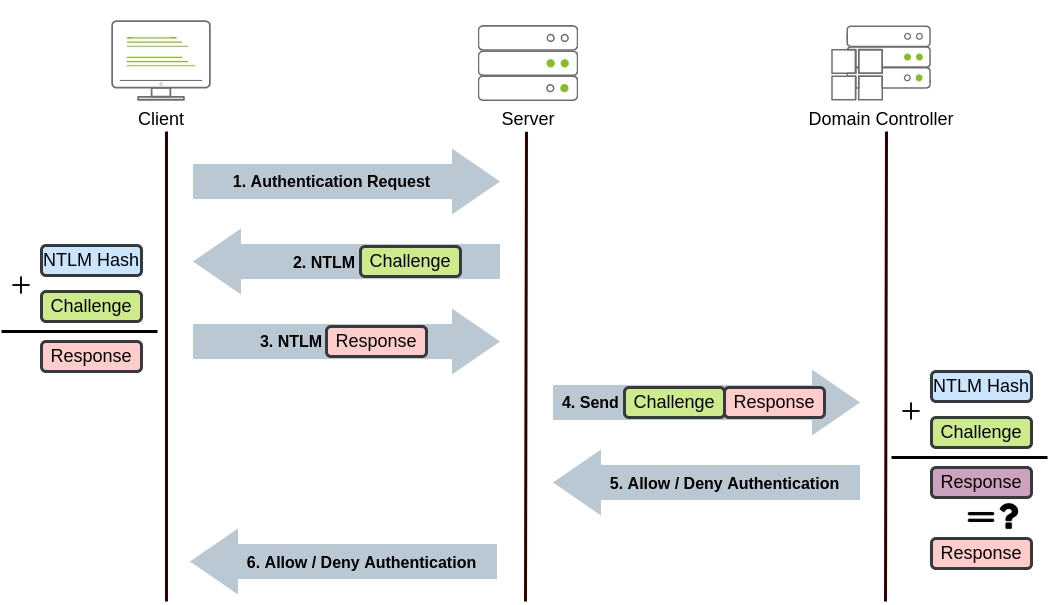 Client
Server
Domain Controller
1. Authentication Request
2. NTLM Challenge
NTLM Hash
+
Challenge
Response
3. NTLM Response
4. Send Challenge Response
NTLM Hash
+
Challenge
Response
=?
Response
5. Allow / Deny Authentication
6. Allow / Deny Authentication